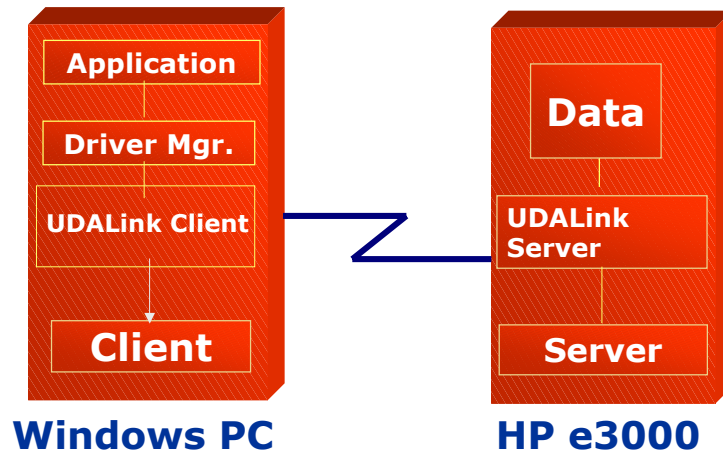 Application
Driver Mgr.
UDALink Client
Client
Windows PC
Data
UDALink
Server
Server
HP e3000